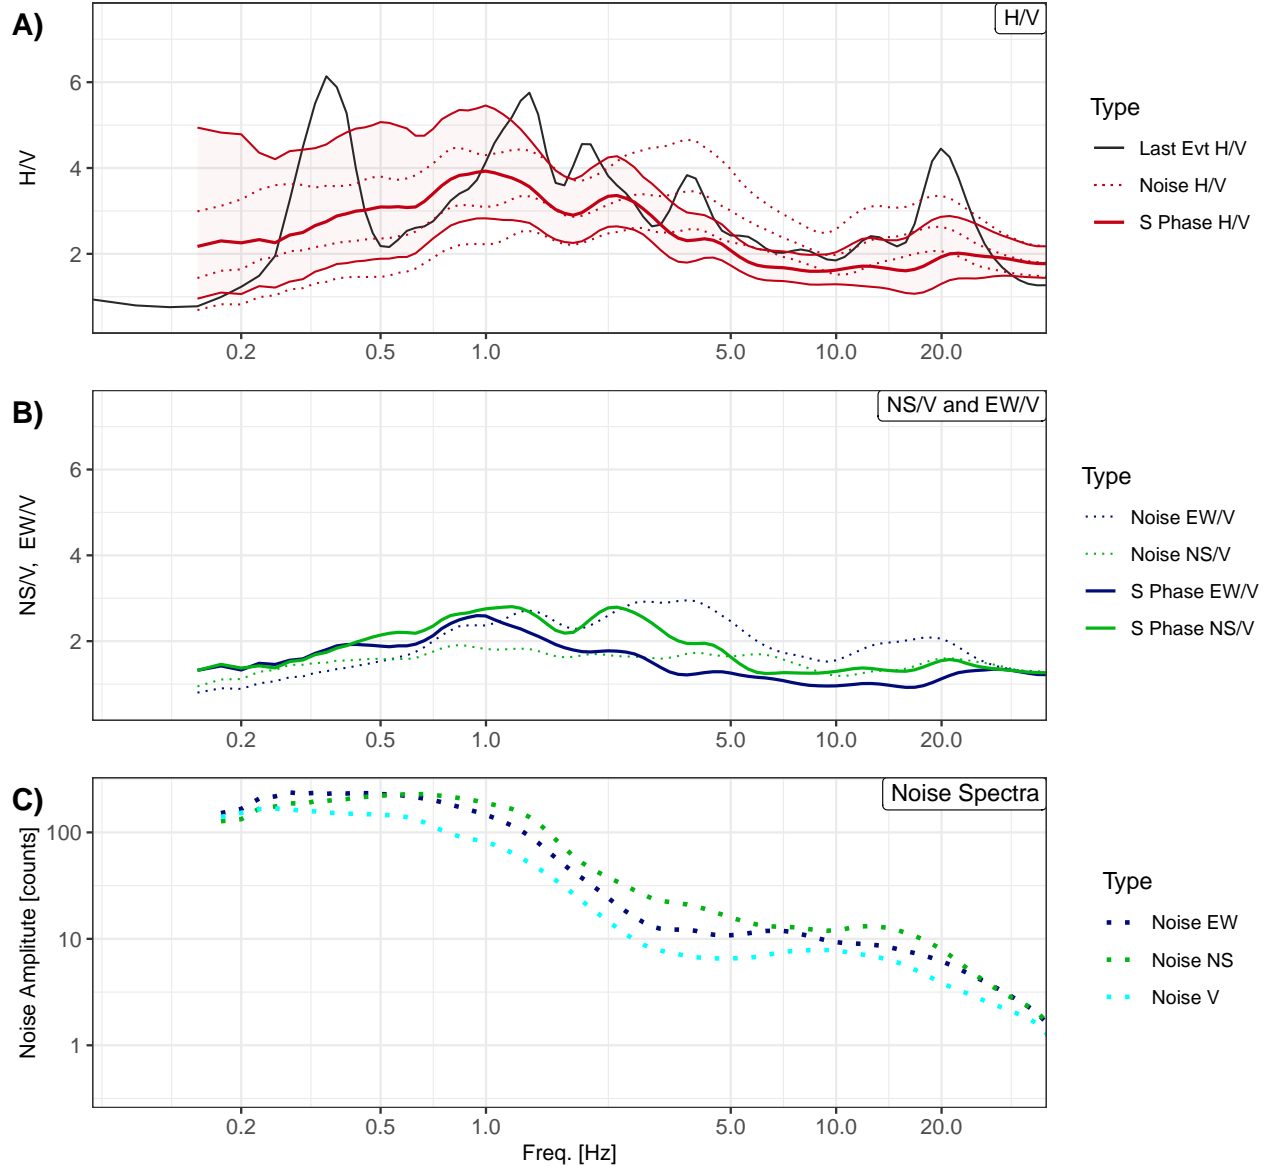 A)
H/V
6
4
2
H/V
0.2 0.5 1.0 5.0 10.0 20.0
Type
Last Evt H/V
Noise H/V
S Phase H/V
B)
NS/V and EW/V
6
4
2
NS/V, EW/V
0.2 0.5 1.0 5.0 10.0 20.0
Type
Noise EW/V
Noise NS/V
S Phase EW/V
S Phase NS/V
C)
Noise Spectra
100
10
1
Noise Amplitute [counts]
0.2 0.5 1.0 5.0 10.0 20.0
Freq. [Hz]
Type
Noise EW
Noise NS
Noise V